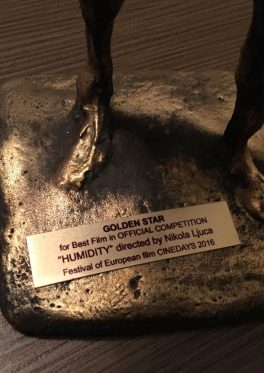 GOLDEN STAR
for Best Film in OFFICIAL COMPETITION
"HUMIDITY" directed by Nikola Ljuca
Festival of European film CINEDAYS 2016